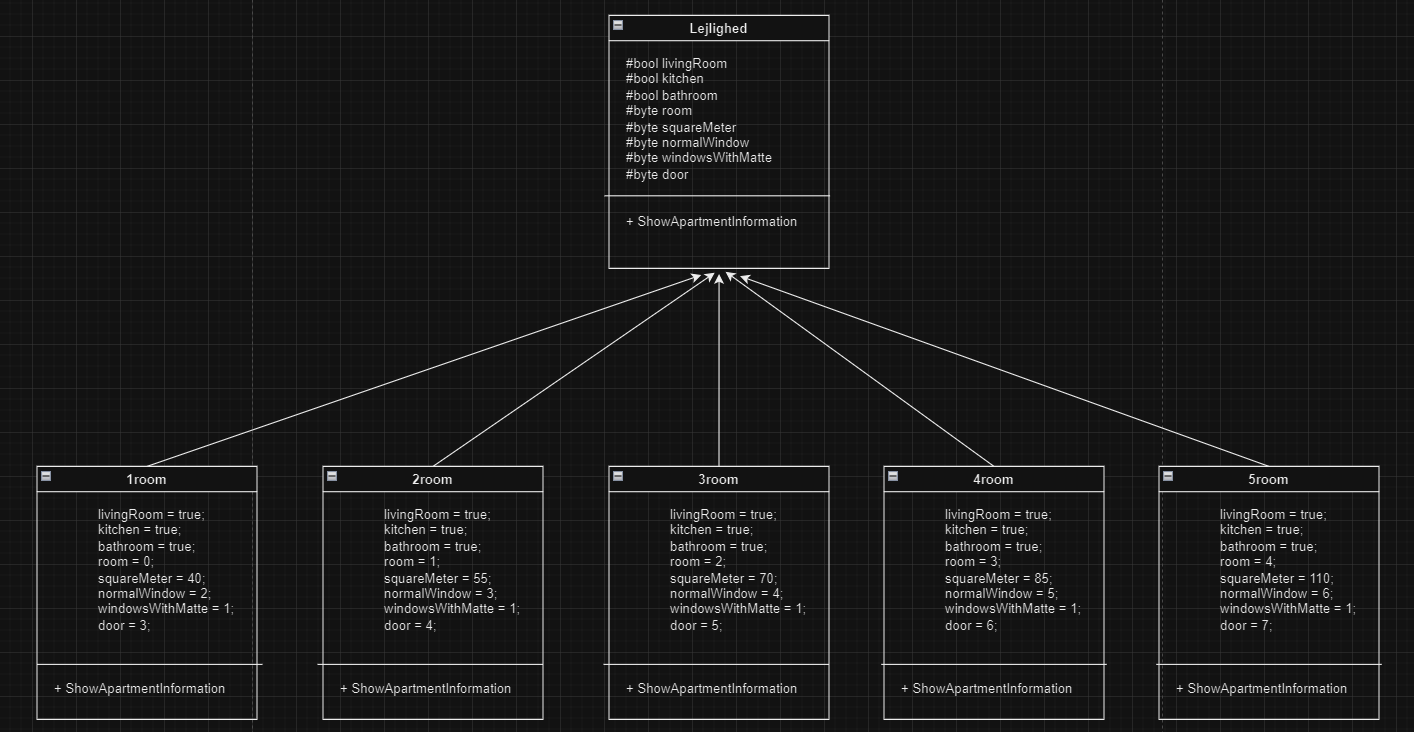 Lejlighed
#bool livingRoom
#bool kitchen
#bool bathroom
#byte room
#byte squareMeter
#byte normalWindow
#byte windowsWithMatte
#byte door
+ ShowApartmentInformation
1room
livingRoom = true;
kitchen = true;
bathroom = true;
room = 0;
squareMeter = 40;
normalWindow = 2;
windowsWithMatte = 1;
door = 3;
+ ShowApartmentInformation
2room
livingRoom = true;
kitchen = true;
bathroom = true;
room = 1;
squareMeter = 55;
normalWindow = 3;
windowsWithMatte = 1;
door = 4;
+ ShowApartmentInformation
3room
livingRoom = true;
kitchen = true;
bathroom = true;
room = 2;
squareMeter = 70;
normalWindow = 4;
windowsWithMatte = 1;
door = 5;
+ ShowApartmentInformation
4room
livingRoom = true;
kitchen = true;
bathroom = true;
room = 3;
squareMeter = 85;
normalWindow = 5;
windowsWithMatte = 1;
door = 6;
+ ShowApartmentInformation
5room
livingRoom = true;
kitchen = true;
bathroom = true;
room = 4;
squareMeter = 110;
normalWindow = 6;
windowsWithMatte = 1;
door = 7;
+ ShowApartmentInformation